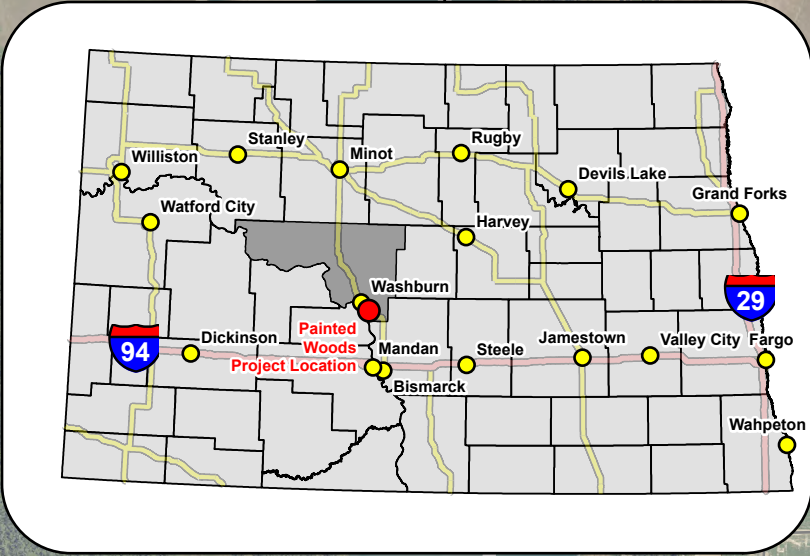 Stanley
Minot
Rugby
Williston
Devils Lake
Grand Forks
Watford City
Harvey
Washburn
29
Painted
Woods
Project Location
94
Dickinson
Mandan
Steele
Jamestown
Valley City
Fargo
Bismarck
Wahpeton